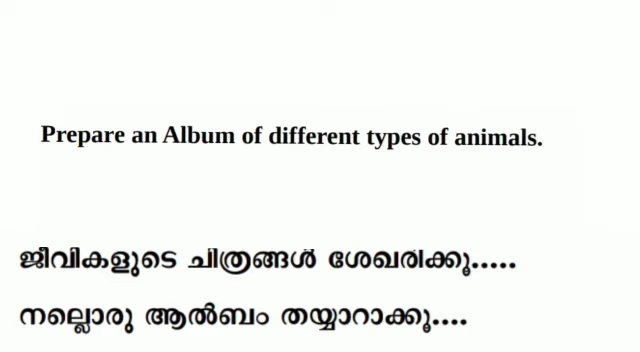 Prepare an Album of different types of animals.
ജീവികളുടെ ചിത്രങ്ങൾ ശേഖരിക്കൂ.....
നല്ലൊരു ആൽബം തയ്യാറാക്കൂ....